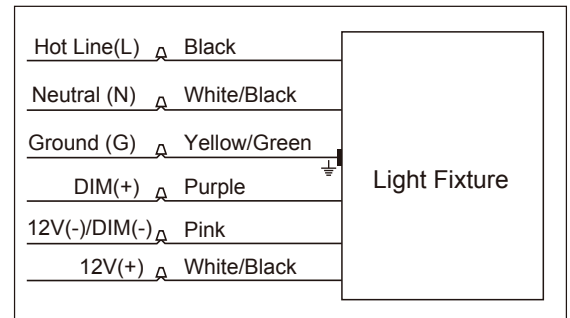 Hot Line(L) Black
Neutral (N) White/Black
Ground (G) Yellow/Green
DIM(+) Purple
Light Fixture
12V(-)/DIM(-) Pink
12V(+) White/Black